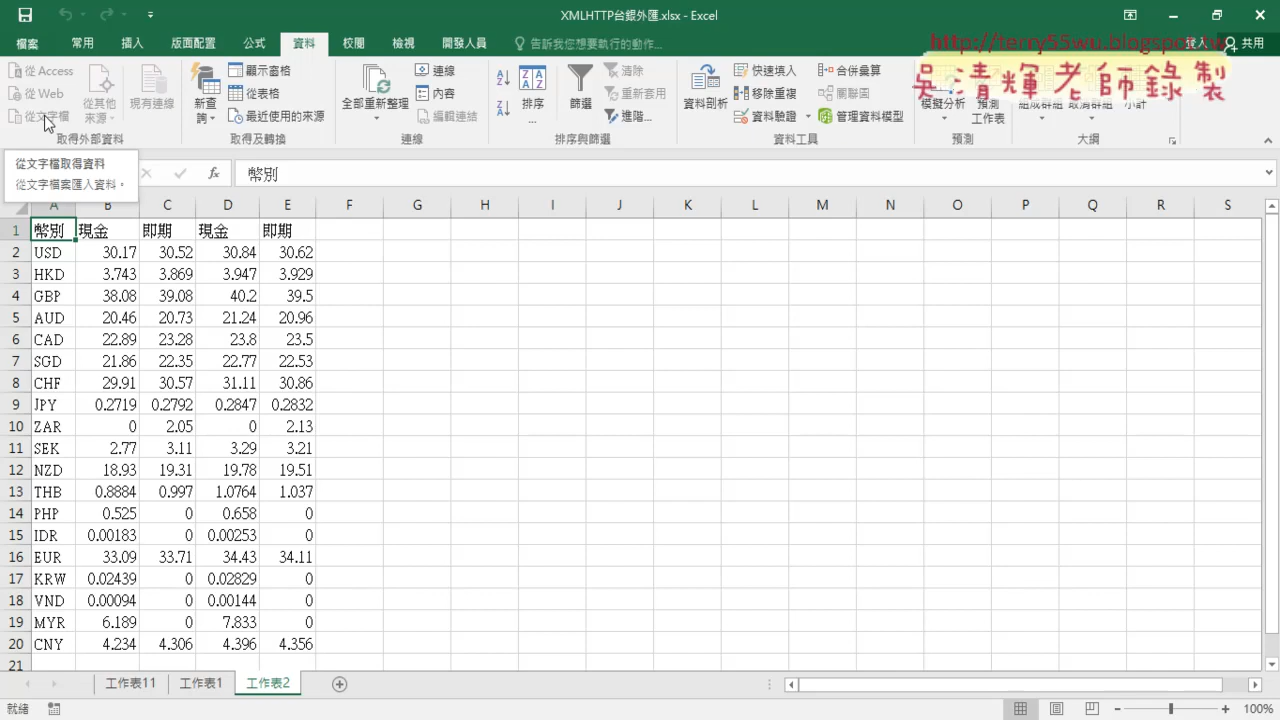 XMLHTTP台銀外匯.xlsx - Excel
檔案 常用 插入 版面配置 公式 資料 校閱 檢視 開發人員 告訴我您想要執行的動作... 共用
http://terry55wu.blogspot.tw
吳清輝老師錄製
從 Access
從 Web
從文字檔
從其他來源
現有連線
取得外部資料
新查詢
顯示窗格
從表格
最近使用的來源
取得及轉換
全部重新整理
連線
內容
編輯連結
連線
排序...
篩選
清除
重新套用
進階...
排序與篩選
資料剖析
快速填入
移除重複
資料驗證
合併彙算
關聯圖
管理資料模型
資料工具
模擬分析
預測工作表
預測
組成群組 取消群組 小計
大綱
從文字檔取得資料
從文字檔案匯入資料。
fx 幣別
A B C D E F G H I J K L M N O P Q R S
1 幣別 現金 即期 現金 即期
2 USD 30.17 30.52 30.84 30.62
3 HKD 3.743 3.869 3.947 3.929
4 GBP 38.08 39.08 40.2 39.5
5 AUD 20.46 20.73 21.24 20.96
6 CAD 22.89 23.28 23.8 23.5
7 SGD 21.86 22.35 22.77 22.53
8 CHF 29.91 30.57 31.11 30.86
9 JPY 0.2719 0.2792 0.2847 0.2832
10 ZAR 0 2.05 0 2.13
11 SEK 2.77 3.11 3.29 3.21
12 NZD 18.93 19.31 19.78 19.51
13 THB 0.8884 0.997 1.0764 1.037
14 PHP 0.525 0 0.658 0
15 IDR 0.00183 0 0.00253 0
16 EUR 33.09 33.71 34.43 34.11
17 KRW 0.02439 0 0.02829 0
18 VND 0.00094 0 0.00144 0
19 MYR 6.189 0 7.833 0
20 CNY 4.234 4.306 4.396 4.356
21
工作表11 工作表1 工作表2
就緒 100%